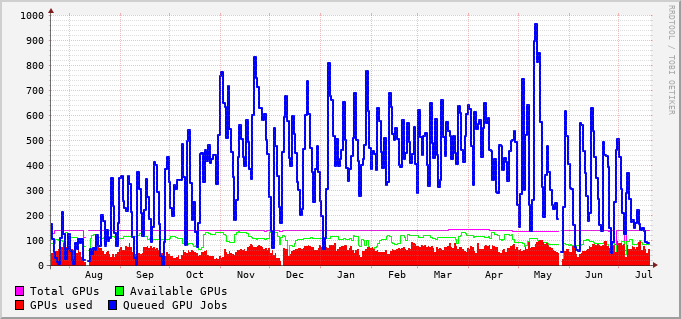 1000
900
800
700
600
500
400
300
200
100
0
Aug Sep Oct Nov Dec Jan Feb Mar Apr May Jun Jul
Total GPUs Available GPUs
GPUs used Queued GPU Jobs
RRDTOOL / TOBI OETIKER